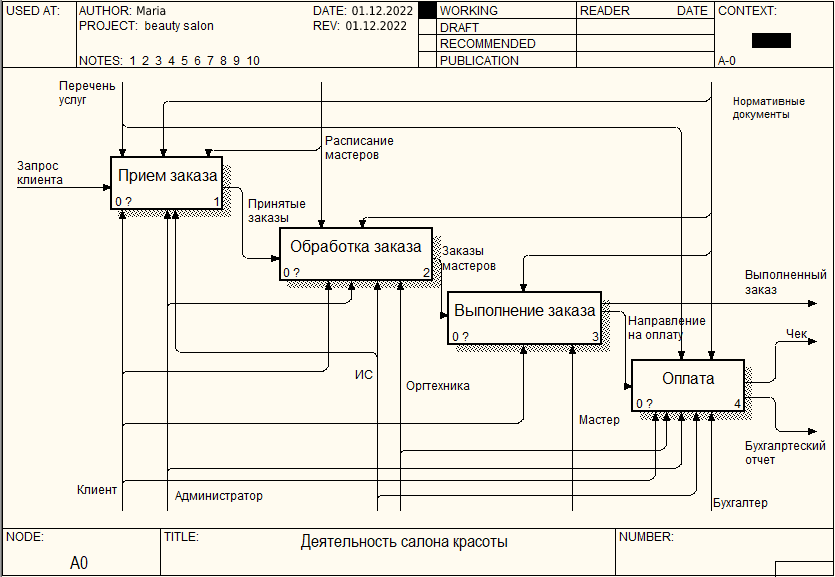 USED AT:
AUTHOR: Maria
DATE: 01.12.2022
PROJECT: beauty salon
REV: 01.12.2022
NOTES: 1 2 3 4 5 6 7 8 9 10
WORKING
DRAFT
RECOMMENDED
PUBLICATION
READER
DATE
CONTEXT:
A-0
Перечень
услуг
Нормативные
документы
Расписание
мастеров
Запрос
клиента
Прием заказа
0 ?
1
Принятые
заказы
Обработка заказа
0 ?
2
Заказы
мастеров
Выполнение заказа
0 ?
3
Выполненный
заказ
Направление
на оплату
Чек
Оплата
0 ?
4
ИС
Оргтехника
Мастер
Бухгалртеский
отчет
Клиент
Администратор
Бухгалтер
NODE:
A0
TITLE:
Деятельность салона красоты
NUMBER: